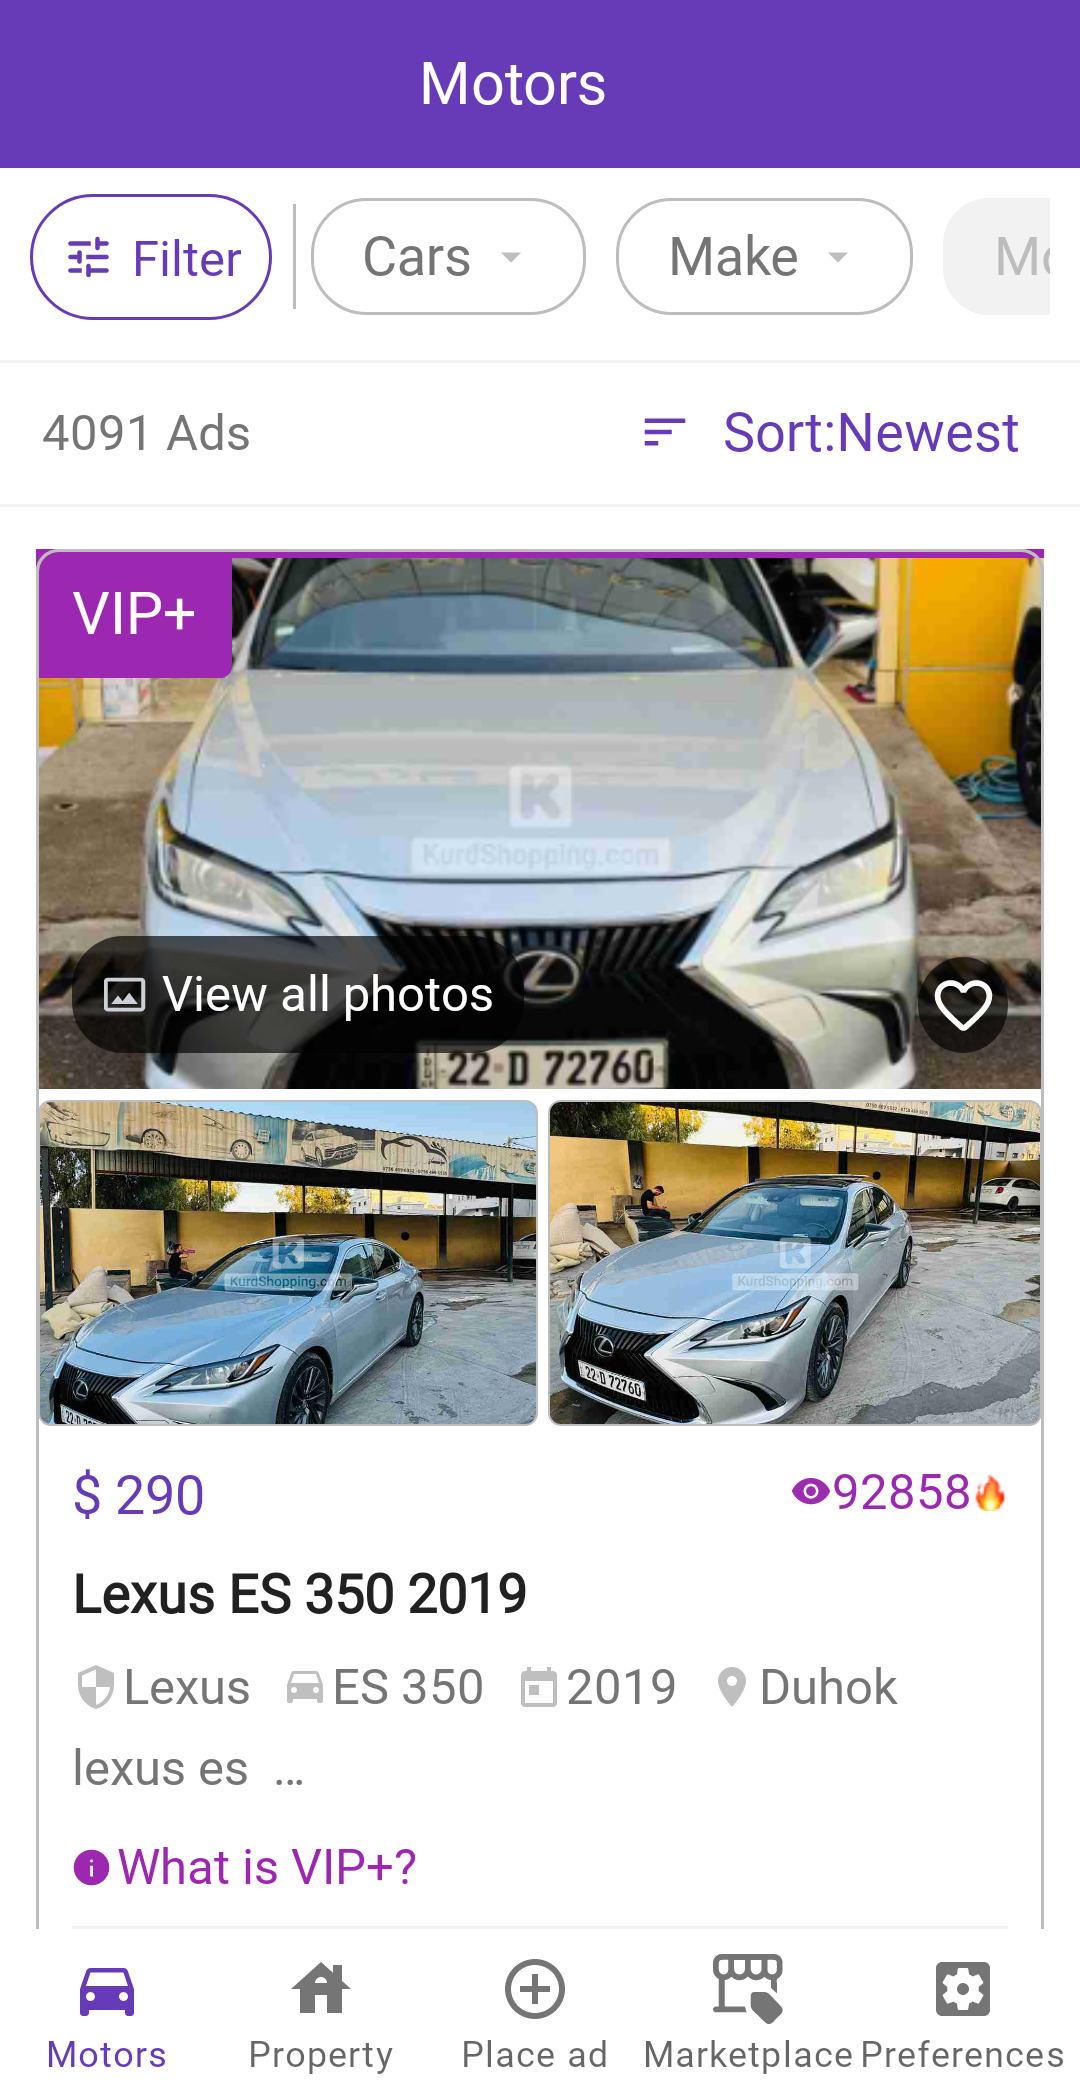 Motors
Filter
Cars
Make
4091 Ads
Sort:Newest
VIP+
K
KurdShopping.com
View all photos
22 D 72760
K
KurdShopping.com
K
KurdShopping.com
22 D 72760
$ 290
92858
Lexus ES 350 2019
Lexus
ES 350
2019
Duhok
lexus es ...
What is VIP+?
Motors
Property
Place ad
Marketplace
Preferences